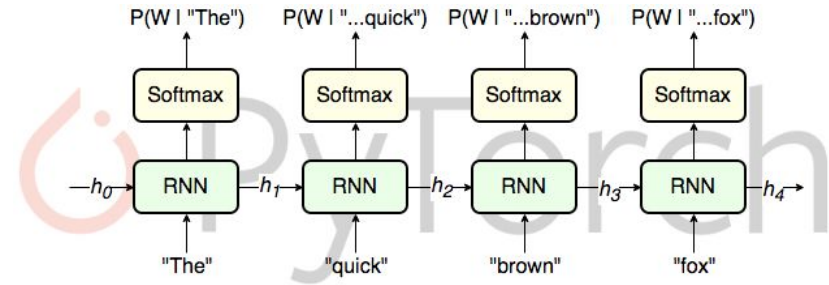 P(W | "The") P(W | "...quick") P(W | "...brown") P(W | "...fox")
Softmax Softmax Softmax Softmax
PyTorch
h0 RNN h1 RNN h2 RNN h3 RNN h4
"The" "quick" "brown" "fox"